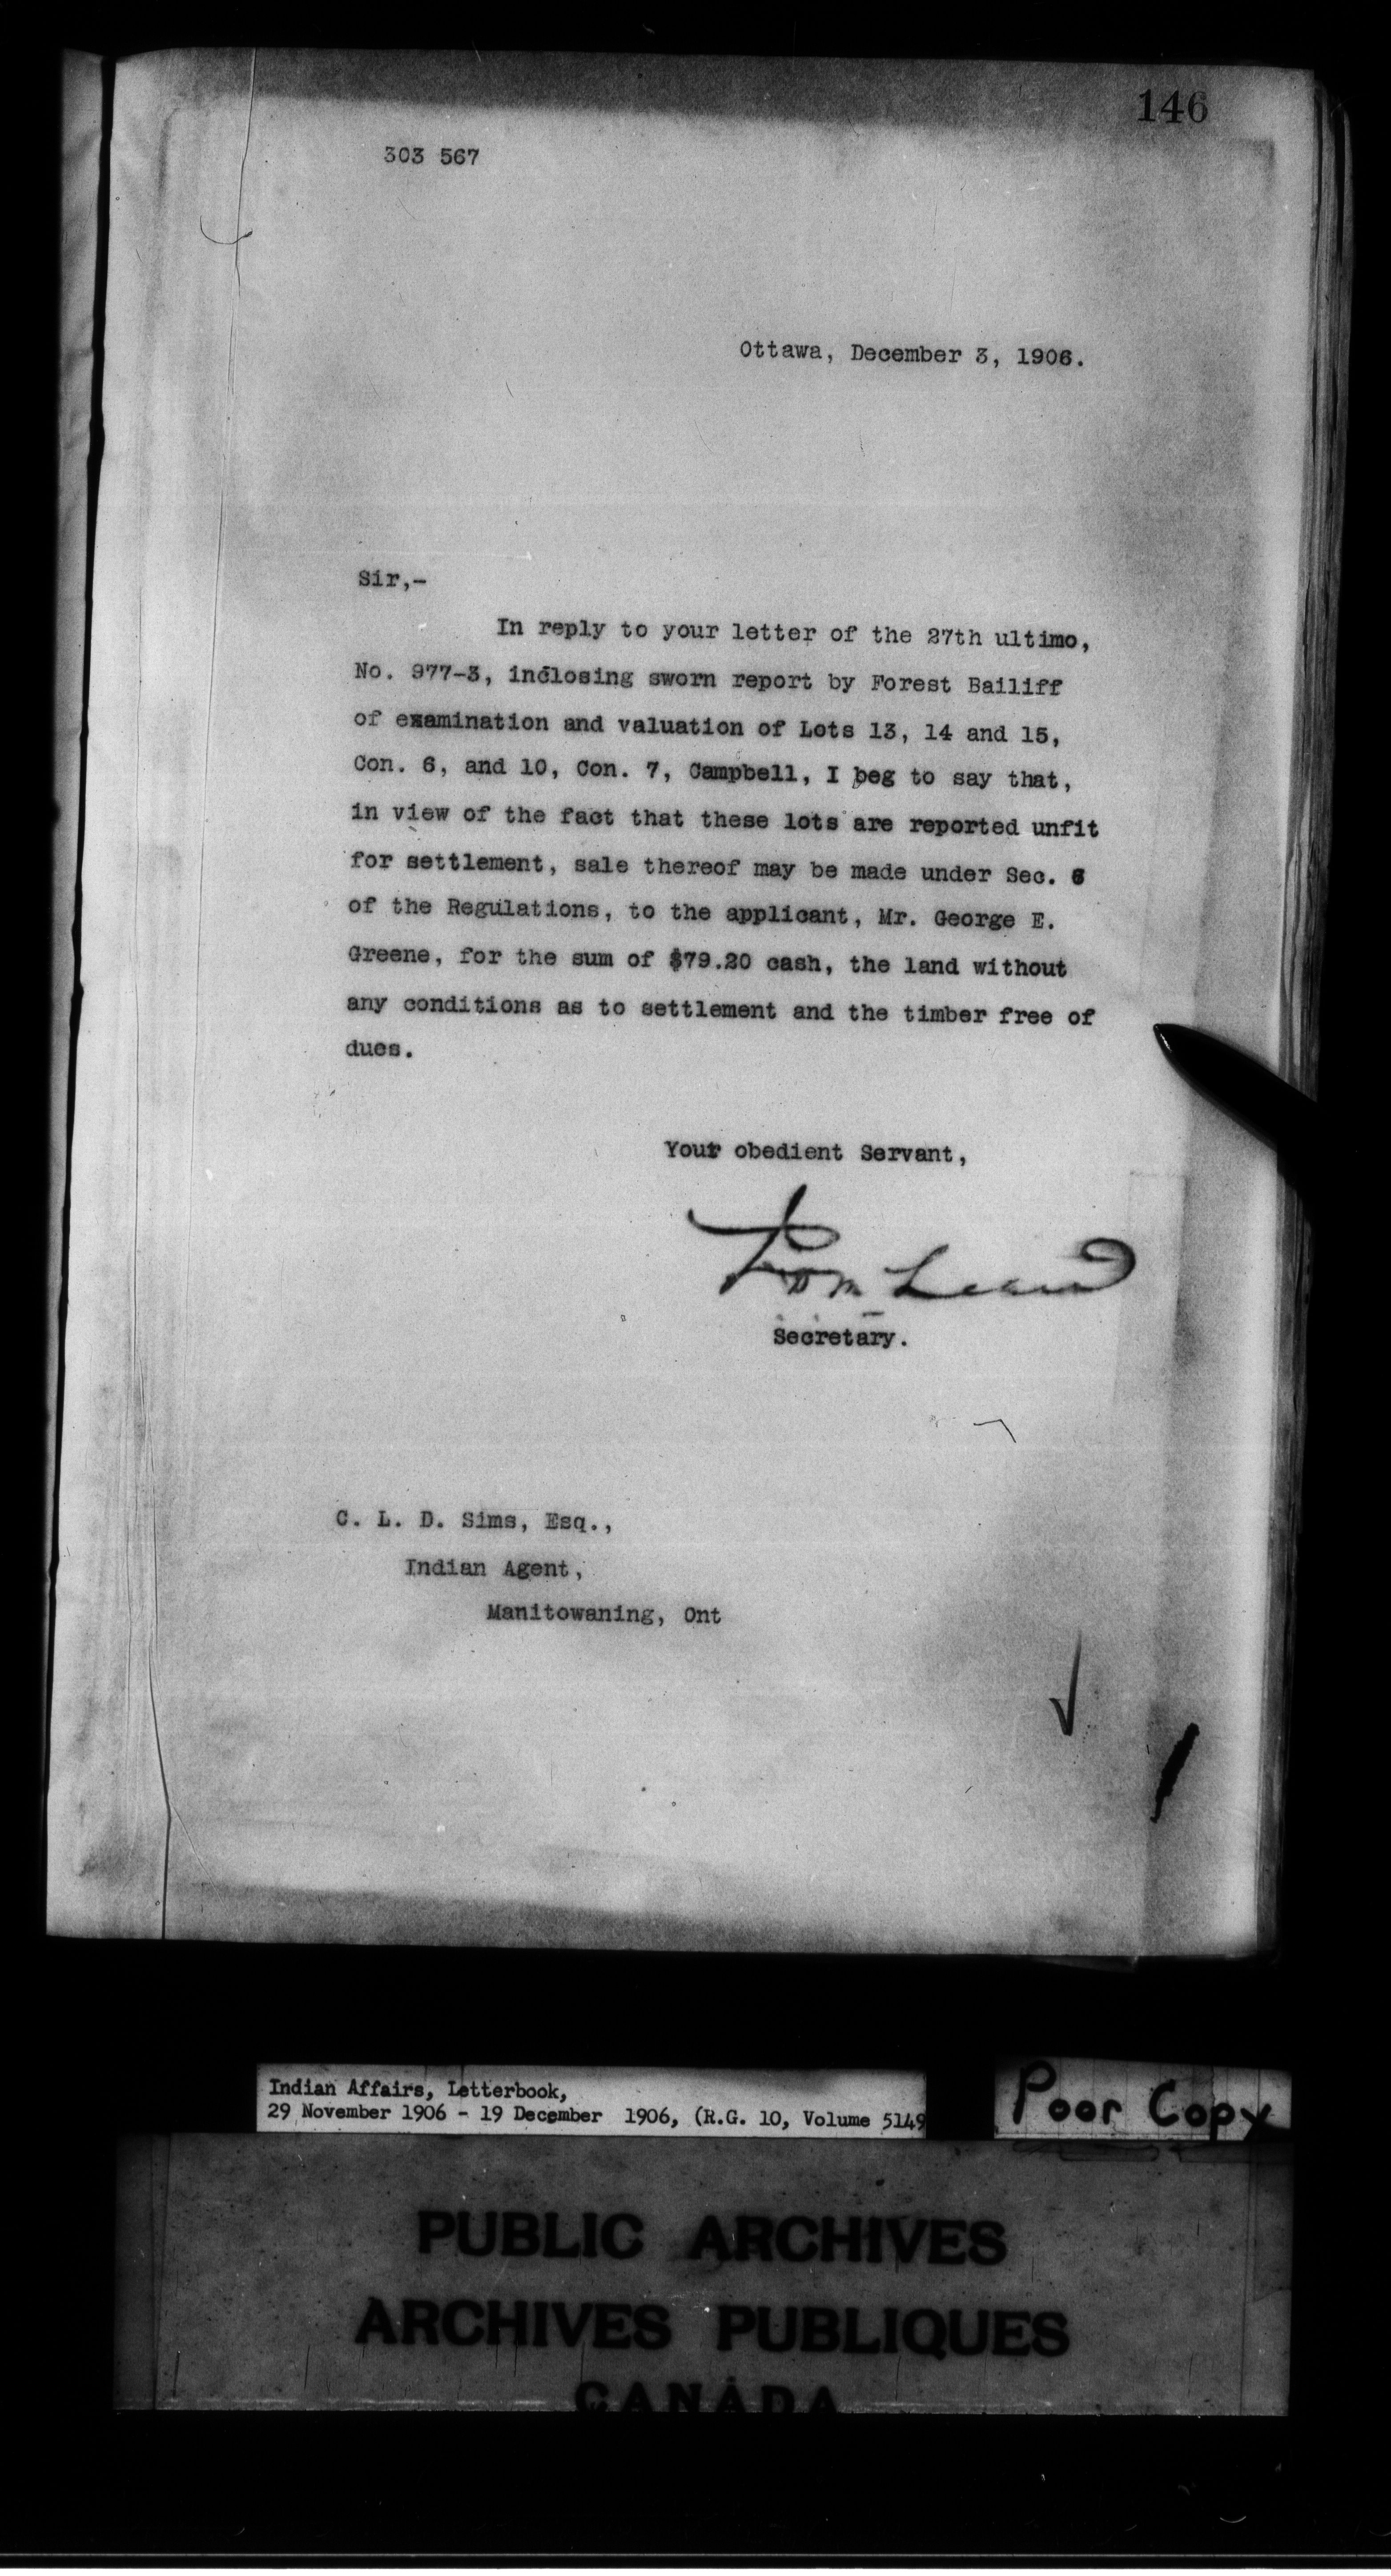 146
303 567
Ottawa, December 3, 1906.
Sir,-
In reply to your letter of the 27th ultimo,
No. 977-3, inclosing sworn report by Forest Bailiff
of examination and valuation of Lots 13, 14 and 15,
Con. 6, and 10, Con. 7, Campbell, I beg to say that,
in view of the fact that these lots are reported unfit
for settlement, sale thereof may be made under Sec. 6
of the Regulations, to the applicant, Mr. George E.
Greene, for the sum of $79.20 cash, the land without
any conditions as to settlement and the timber free of
dues.
Your obedient Servant,
Secretary.
C. L. D. Sims, Esq.,
Indian Agent,
Manitowaning, Ont
Indian Affairs, Letterbook,
29 November 1906 - 19 December 1906, (R.G. 10, Volume 5149
Poor Copy
PUBLIC ARCHIVES
ARCHIVES PUBLIQUES
CANADA